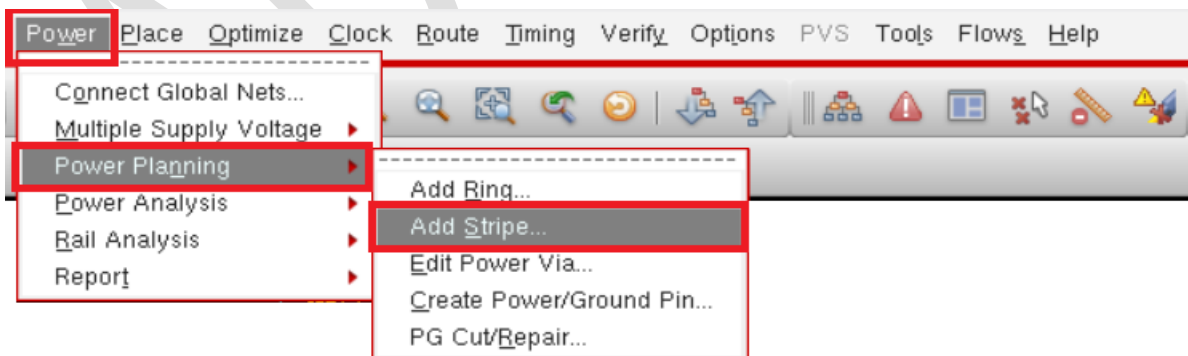 Power Place Optimize Clock Route Timing Verify Options PVS Tools Flows Help
Connect Global Nets...
Multiple Supply Voltage
Power Planning
Power Analysis
Rail Analysis
Report
Add Ring...
Add Stripe...
Edit Power Via...
Create Power/Ground Pin...
PG Cut/Repair...